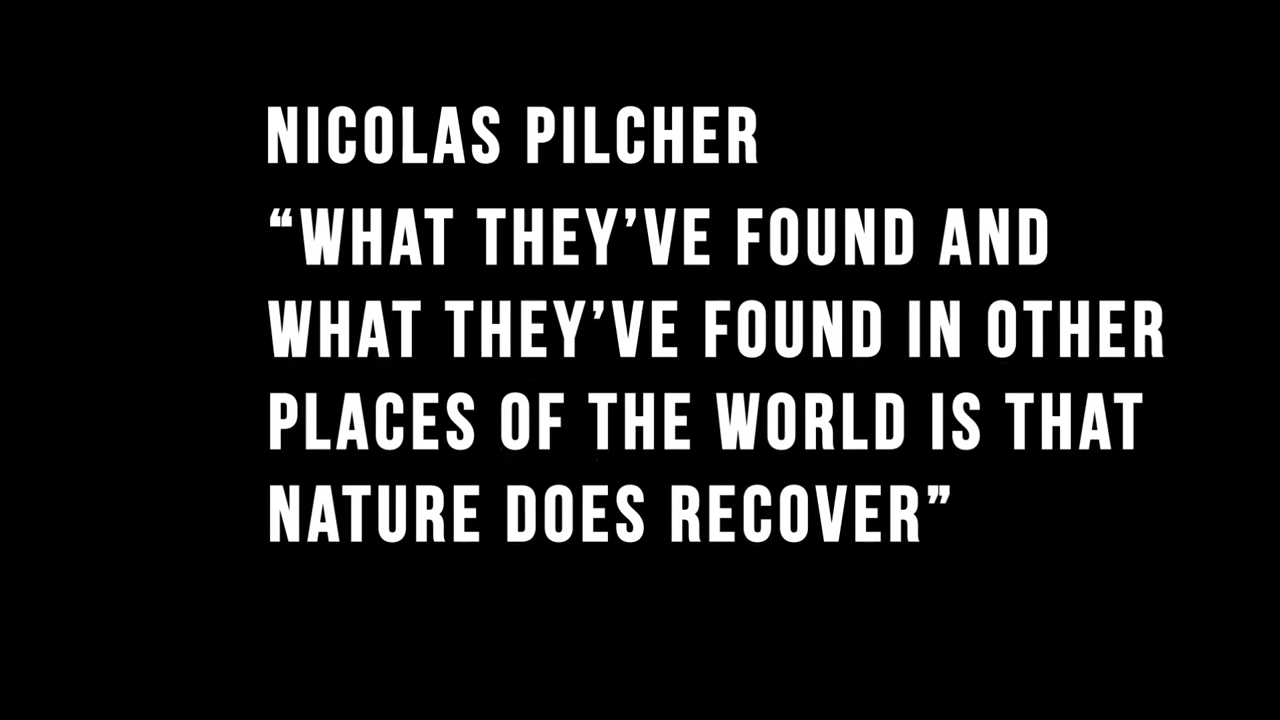 NICOLAS PILCHER
“WHAT THEY’VE FOUND AND
WHAT THEY’VE FOUND IN OTHER
PLACES OF THE WORLD IS THAT
NATURE DOES RECOVER”